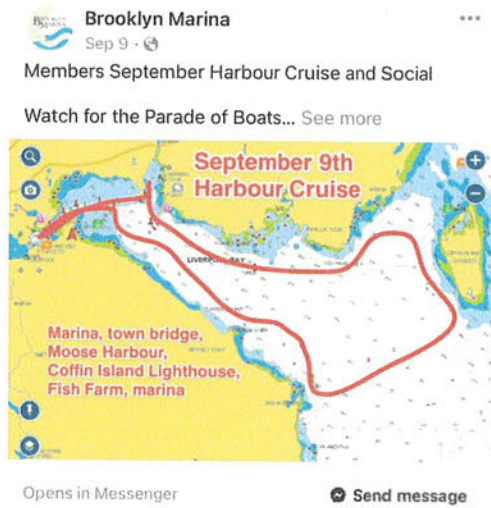 Brooklyn Marina
Sep 9 ·
Members September Harbour Cruise and Social
Watch for the Parade of Boats... See more
September 9th
Harbour Cruise
LIVERPOOL BAY
Marina, town bridge,
Moose Harbour,
Coffin Island Lighthouse,
Fish Farm, marina
Opens in Messenger
Send message